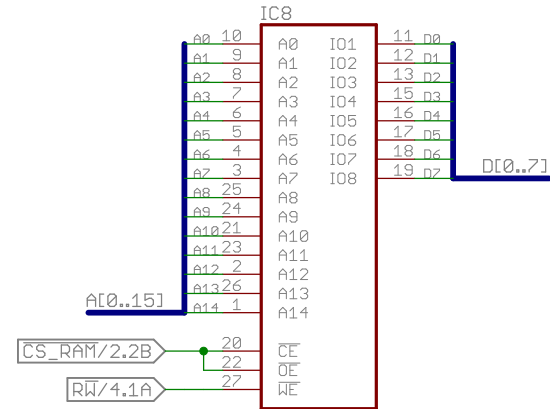 IC8
A0 10 A0 IO1 11 D0
A1 9 A1 IO2 12 D1
A2 8 A2 IO3 13 D2
A3 7 A3 IO4 15 D3
A4 6 A4 IO5 16 D4
A5 5 A5 IO6 17 D5
A6 4 A6 IO7 18 D6
A7 3 A7 IO8 19 D7
D[0..7]
A8 25 A8
A9 24 A9
A10 21 A10
A11 23 A11
A12 2 A12
A13 26 A13
A[0..15]
A14 1 A14
CS_RAM/2.2B 20 CE
22 OE
RW/4.1A 27 WE